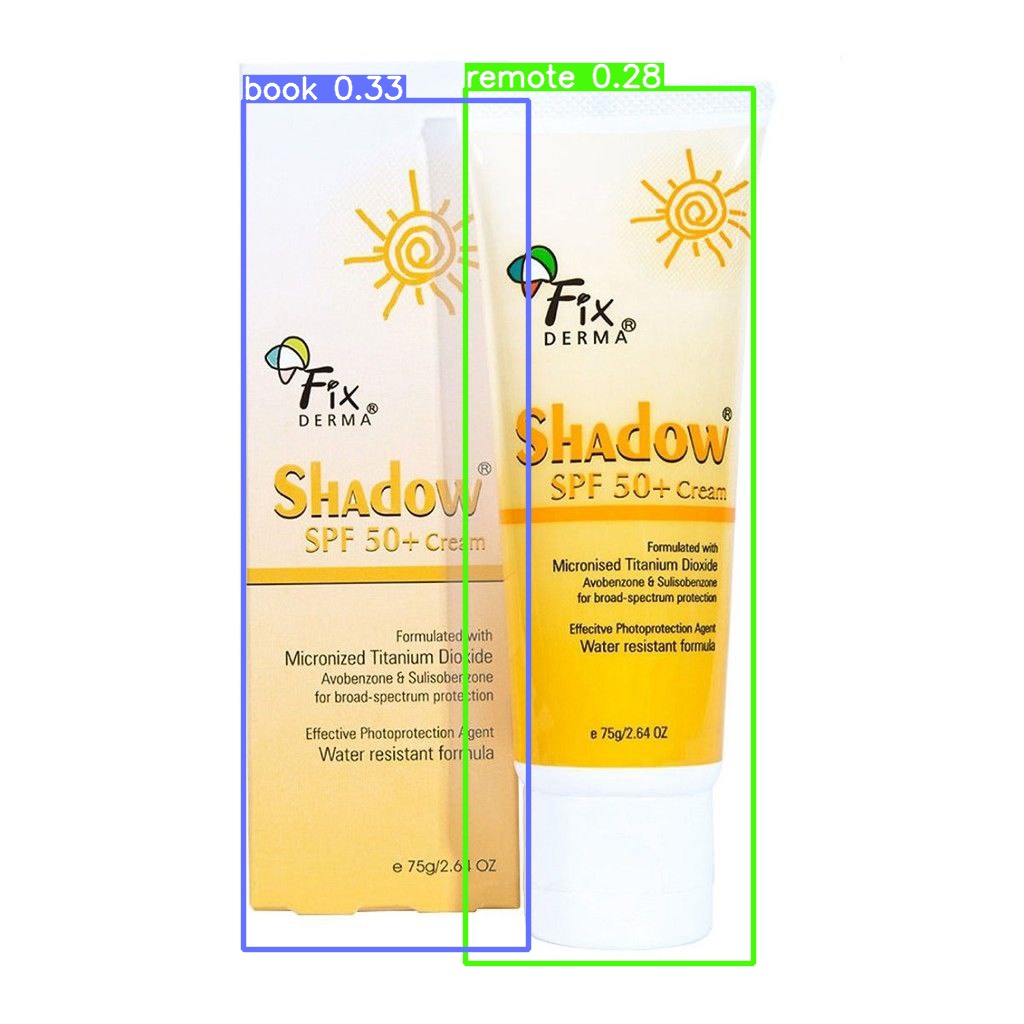 book 0.33
remote 0.28
Fix
DERMA®
Shadow®
SPF 50+ Cream
Formulated with
Micronized Titanium Dioxide
Avobenzone & Sulisobenzone
for broad-spectrum protection
Effective Photoprotection Agent
Water resistant formula
e 75g/2.64 OZ
Fix
DERMA®
Shadow®
SPF 50+ Cream
Formulated with
Micronised Titanium Dioxide
Avobenzone & Sulisobenzone
for broad-spectrum protection
Effecitve Photoprotection Agent
Water resistant formula
e 75g/2.64 OZ